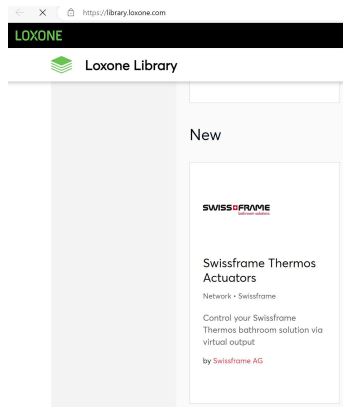 https://library.loxone.com
LOXONE
Loxone Library
New
SWISSFRAME
bathroom solutions
Swissframe Thermos
Actuators
Network • Swissframe
Control your Swissframe
Thermos bathroom solution via
virtual output
by Swissframe AG